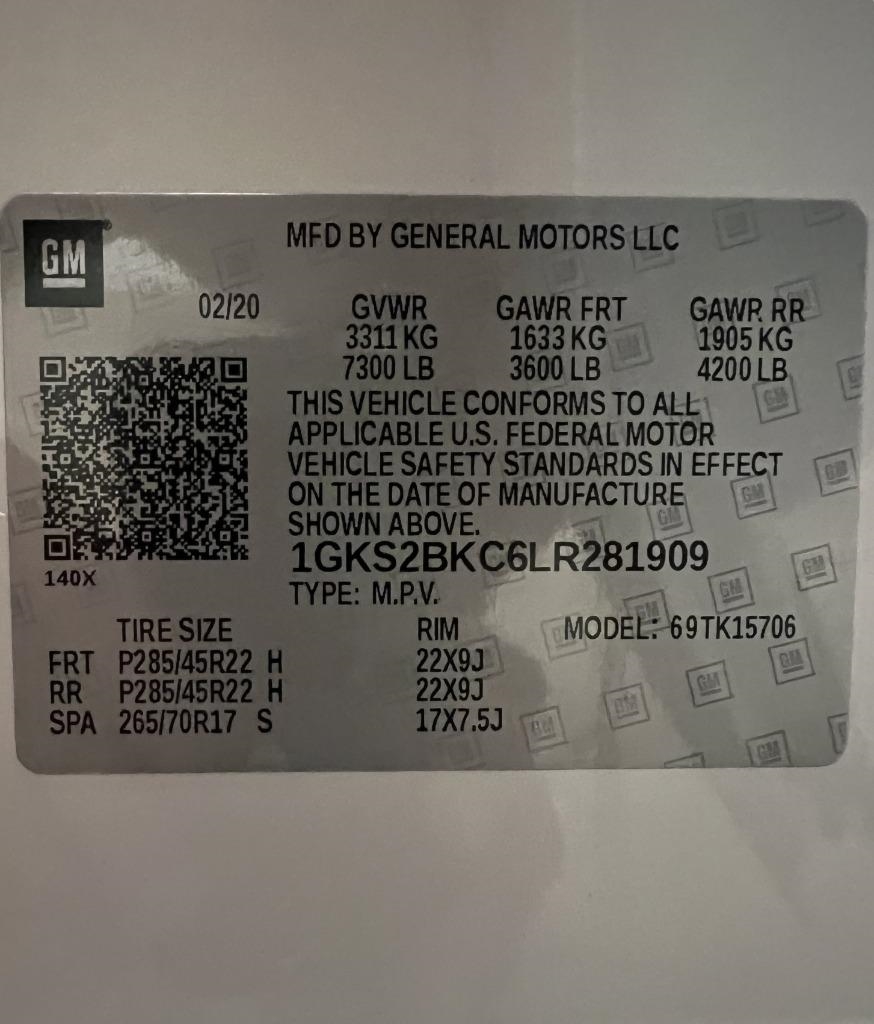 GM
MFD BY GENERAL MOTORS LLC
02/20 GVWR GAWR FRT GAWR RR
3311 KG 1633 KG 1905 KG
7300 LB 3600 LB 4200 LB
THIS VEHICLE CONFORMS TO ALL
APPLICABLE U.S. FEDERAL MOTOR
VEHICLE SAFETY STANDARDS IN EFFECT
ON THE DATE OF MANUFACTURE
SHOWN ABOVE.
1GKS2BKC6LR281909
140X
TYPE: M.P.V.
TIRE SIZE RIM MODEL: 69TK15706
FRT P285/45R22 H 22X9J
RR P285/45R22 H 22X9J
SPA 265/70R17 S 17X7.5J